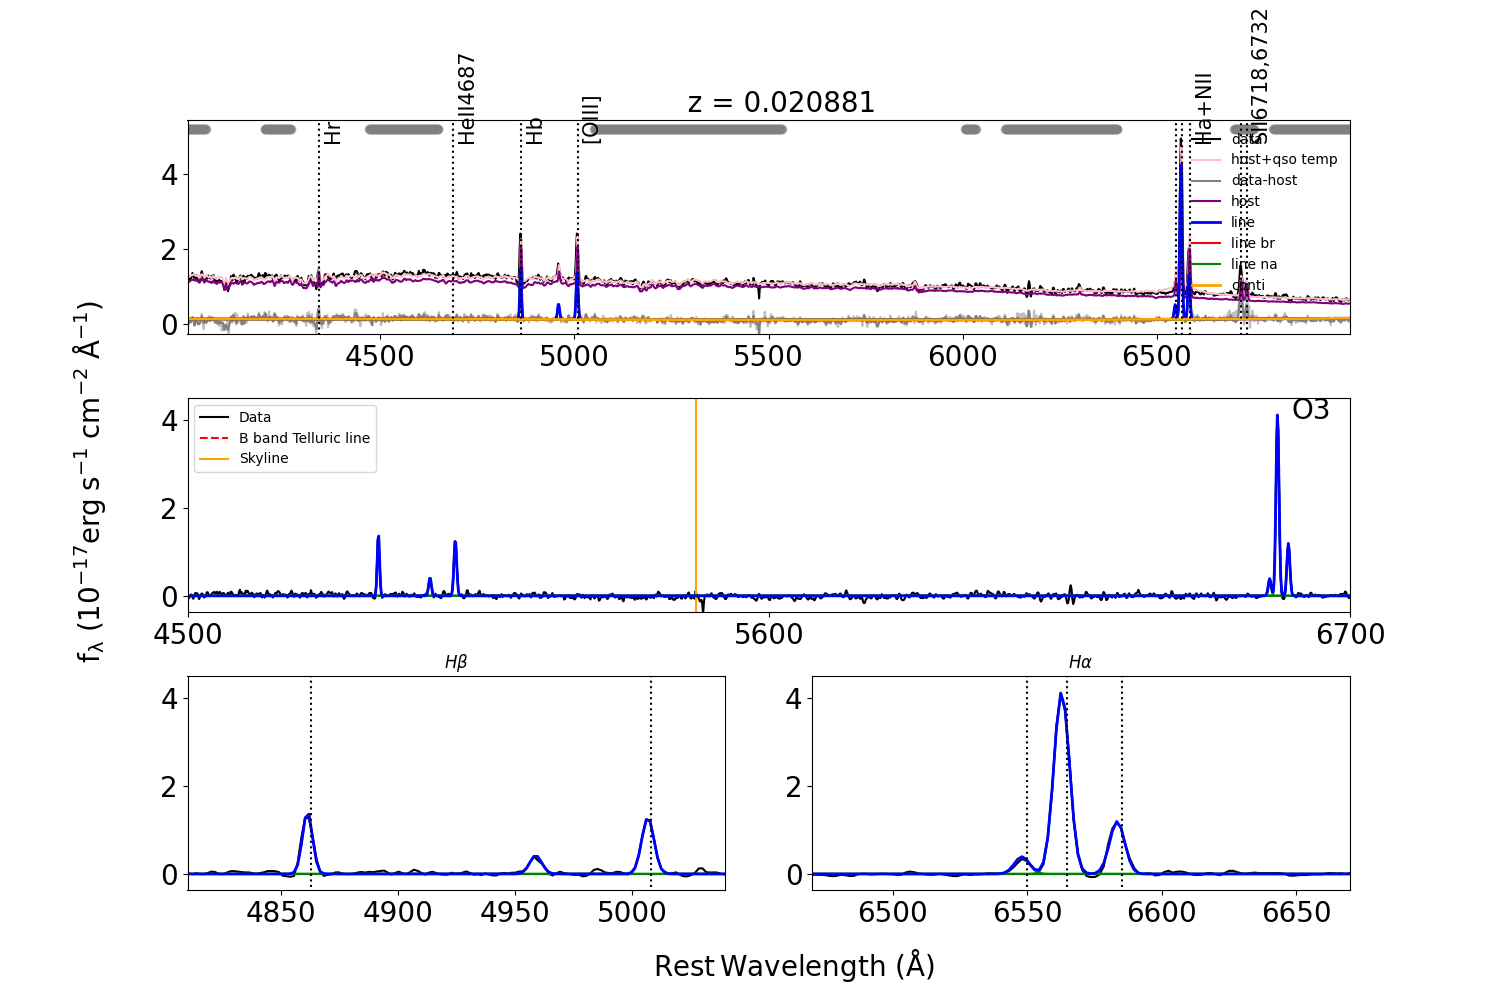 z = 0.020881
Hr
HeII4687
Hb
[OIII]
Ha+NII
SII6718,6732
data
host+qso temp
data-host
host
line
line br
line na
conti
4
2
0
4500
5000
5500
6000
6500
Data
B band Telluric line
Skyline
O3
4
2
0
4500
5600
6700
fλ (10⁻¹⁷erg s⁻¹ cm⁻² Å⁻¹)
Hβ
4
2
0
4850
4900
4950
5000
Hα
4
2
0
6500
6550
6600
6650
Rest Wavelength (Å)